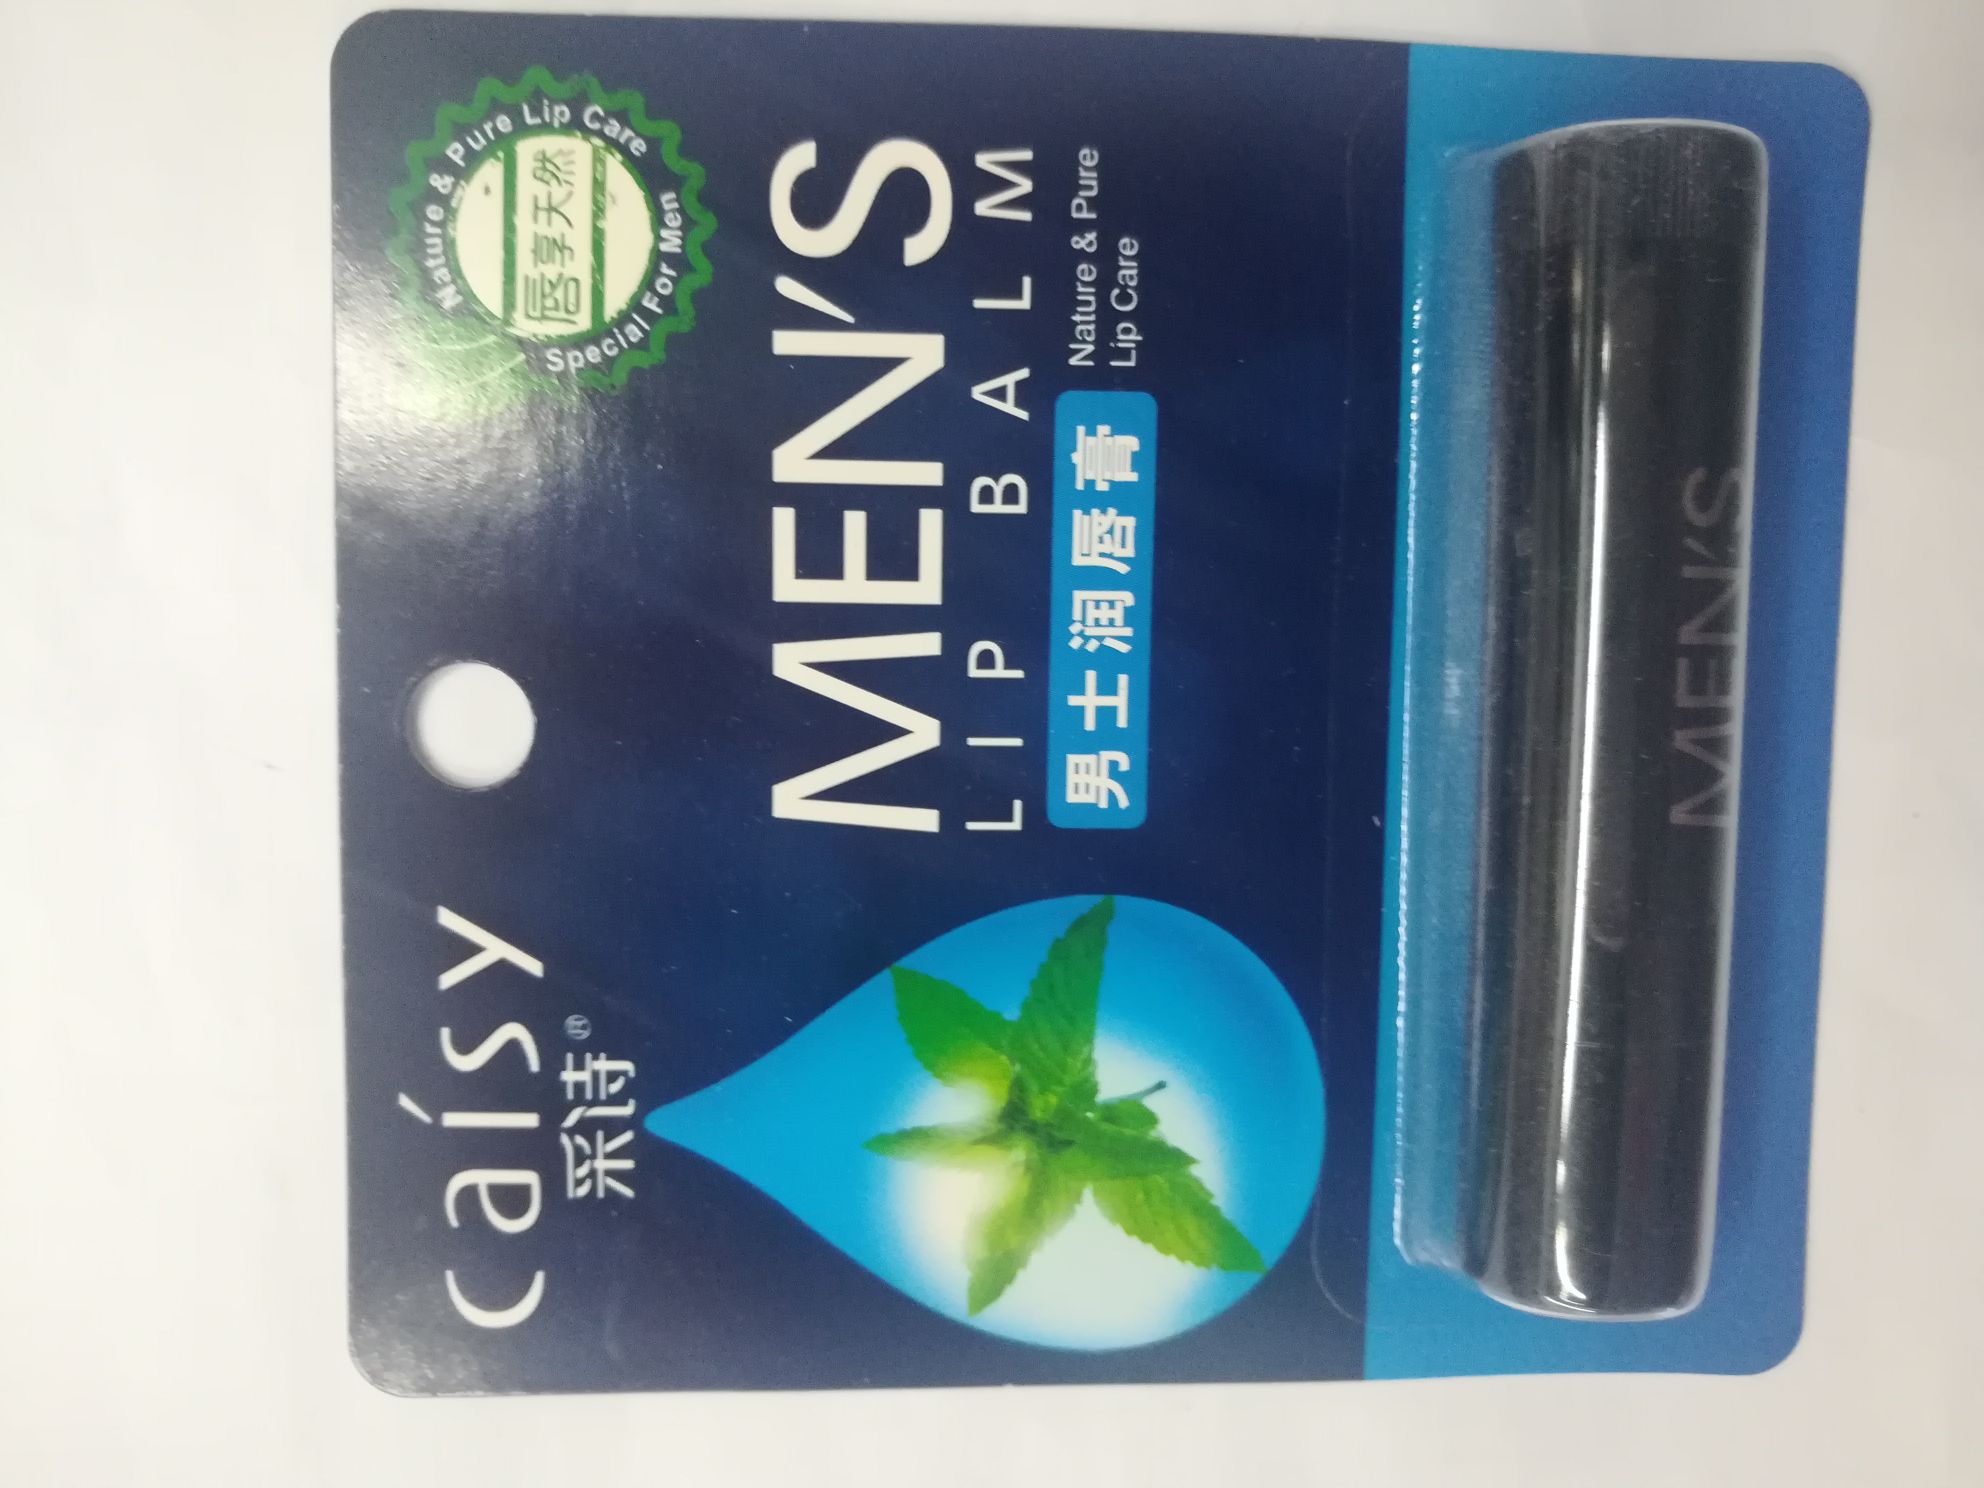 caísy
采诗®
Nature & Pure Lip Care
唇享天然
Special For Men
MEN'S
LIP BALM
男士润唇膏
Nature & Pure
Lip Care
MEN'S